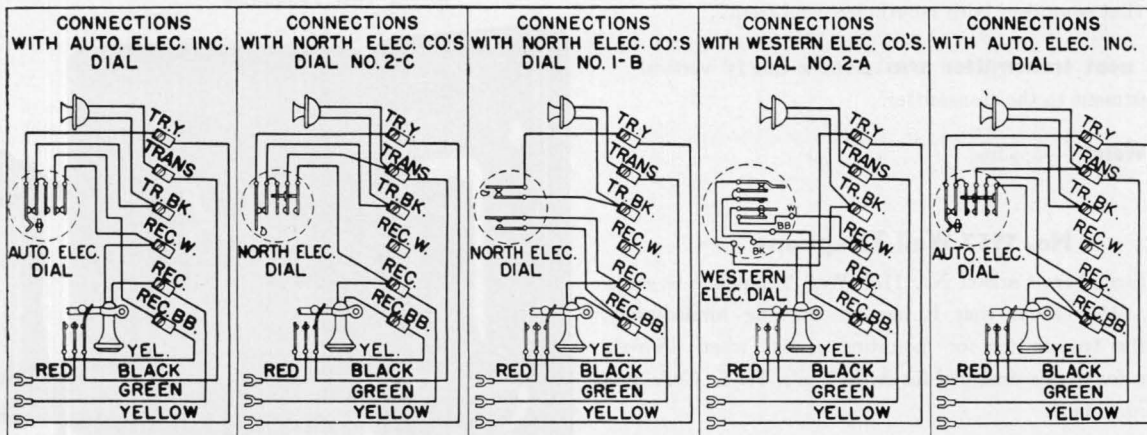 CONNECTIONS
WITH AUTO. ELEC. INC.
DIAL
TR.Y.
TRANS
TR.BK.
REC.W.
REC.
REC.BB.
AUTO. ELEC.
DIAL
YEL.
RED
BLACK
GREEN
YELLOW
CONNECTIONS
WITH NORTH ELEC. CO'S
DIAL NO. 2-C
TR.Y.
TRANS
TR.BK.
REC.W.
REC.
REC.BB.
NORTH ELEC.
DIAL
YEL.
RED
BLACK
GREEN
YELLOW
CONNECTIONS
WITH NORTH ELEC. CO'S
DIAL NO. 1-B
TR.Y.
TRANS
TR.BK.
REC.W.
REC.
REC.BB.
NORTH ELEC.
DIAL
YEL.
RED
BLACK
GREEN
YELLOW
CONNECTIONS
WITH WESTERN ELEC. CO'S.
DIAL NO. 2-A
TR.Y
TRANS
TR.BK.
REC.W.
REC.
REC.BB.
W
BB
BK
WESTERN
ELEC. DIAL
YEL.
RED
BLACK
GREEN
YELLOW
CONNECTIONS
WITH AUTO. ELEC. INC.
DIAL
TR.Y
TRANS
TR.BK.
REC.W.
REC.
REC.BB.
AUTO. ELEC.
DIAL
YEL.
RED
BLACK
GREEN
YELLOW